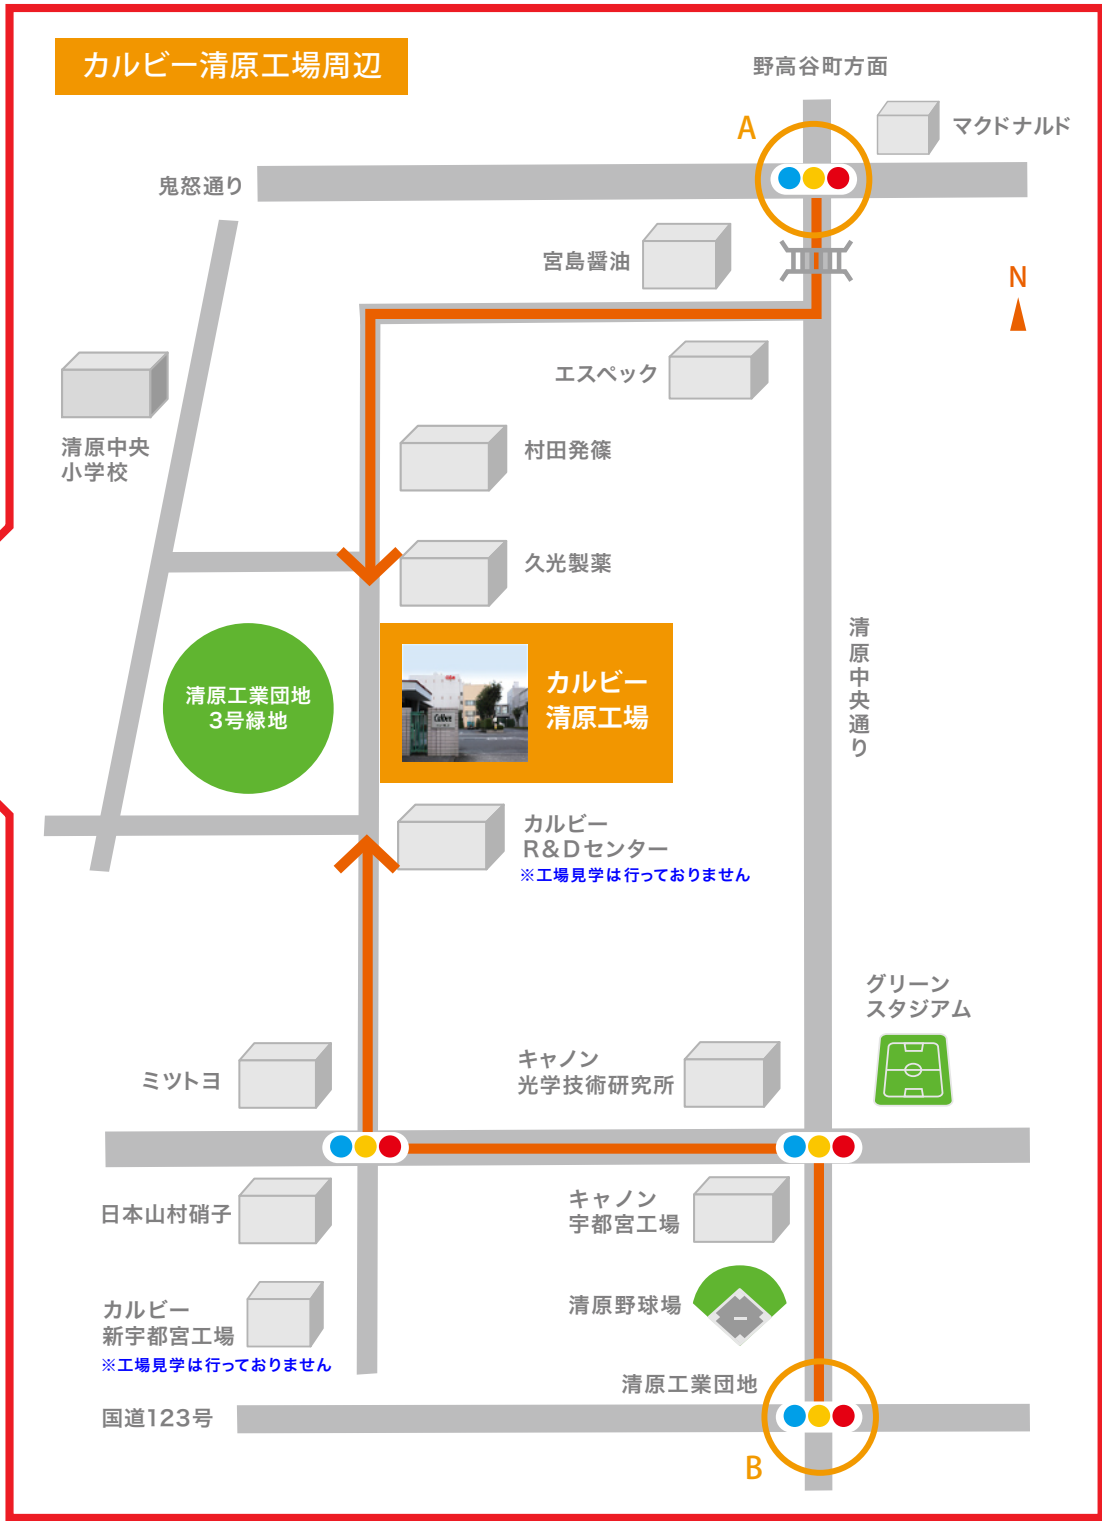 カルビー清原工場周辺
野高谷町方面
A
マクドナルド
鬼怒通り
宮島醤油
N
エスペック
清原中央
小学校
村田発篠
久光製薬
清原中央通り
清原工業団地
3号緑地
Calbee
カルビー
清原工場
カルビー
R&Dセンター
※工場見学は行っておりません
グリーン
スタジアム
ミツトヨ
キャノン
光学技術研究所
日本山村硝子
キャノン
宇都宮工場
清原野球場
カルビー
新宇都宮工場
※工場見学は行っておりません
清原工業団地
国道123号
B